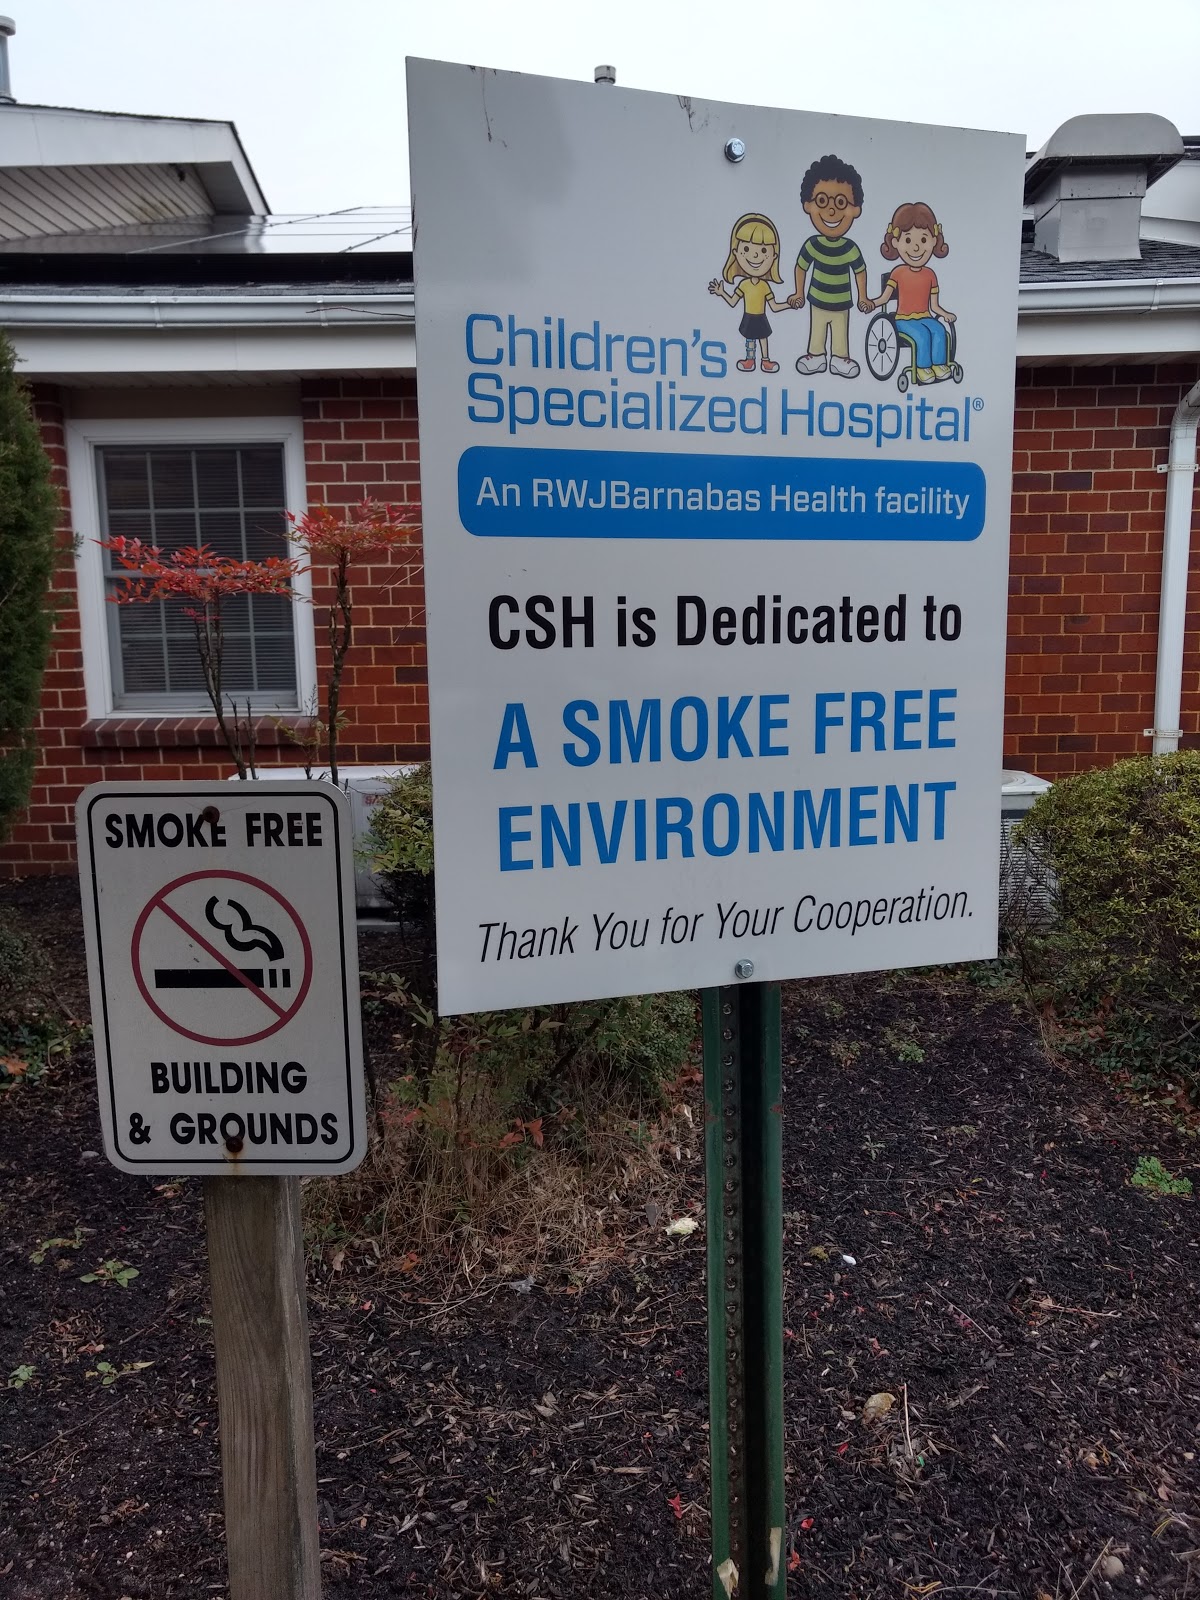 Children's
Specialized Hospital®
An RWJBarnabas Health facility
CSH is Dedicated to
A SMOKE FREE
ENVIRONMENT
Thank You for Your Cooperation.
SMOKE FREE
BUILDING
& GROUNDS